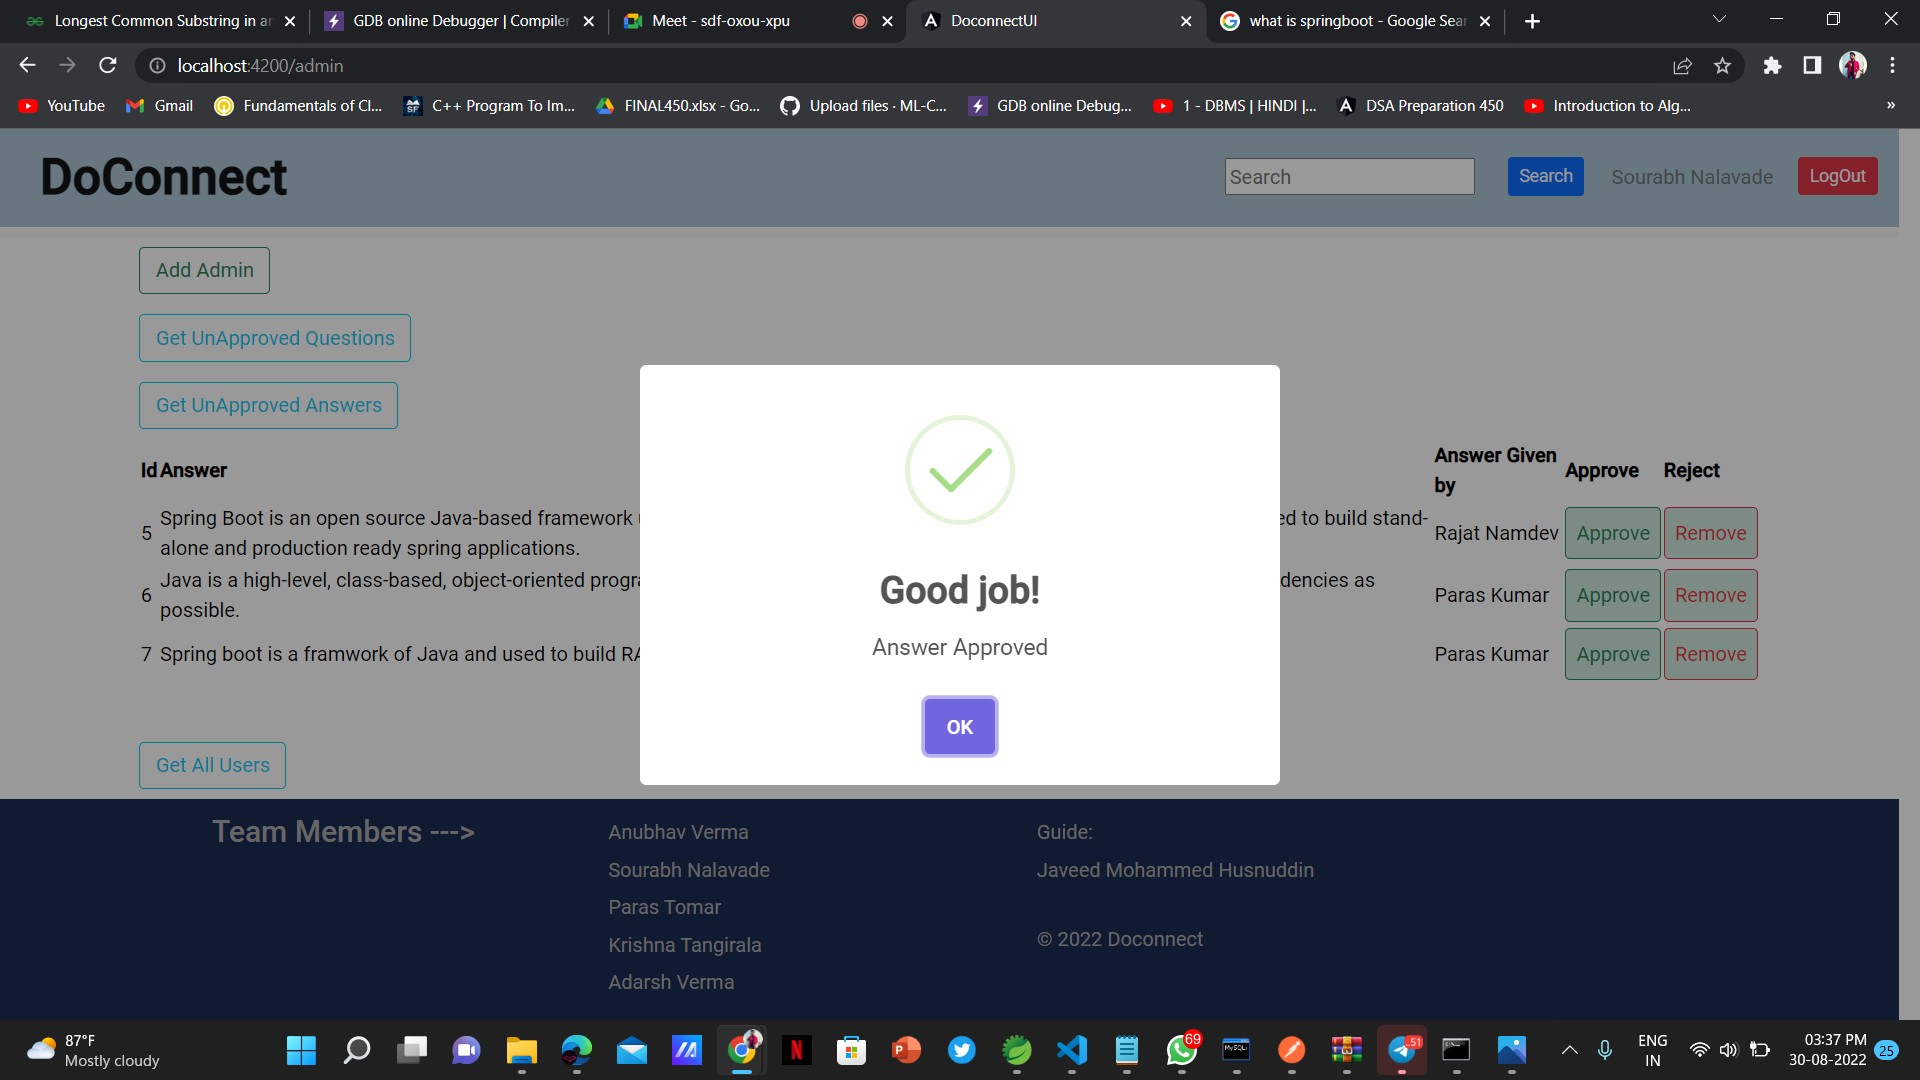 Longest Common Substring in an
GDB online Debugger | Compiler
Meet - sdf-oxou-xpu
DoconnectUI
what is springboot - Google Sear
localhost:4200/admin
YouTube
Gmail
Fundamentals of Cl...
C++ Program To Im...
FINAL450.xlsx - Go...
Upload files · ML-C...
GDB online Debug...
1 - DBMS | HINDI |...
DSA Preparation 450
Introduction to Alg...
»
DoConnect
Search
Search
Sourabh Nalavade
LogOut
Add Admin
Get UnApproved Questions
Get UnApproved Answers
Id Answer
Answer Given
by
Approve
Reject
5
Spring Boot is an open source Java-based framework
to build stand-
alone and production ready spring applications.
Rajat Namdev
Approve
Remove
6
Java is a high-level, class-based, object-oriented
as
possible.
Paras Kumar
Approve
Remove
7 Spring boot is a framwork of Java and used to build
Paras Kumar
Approve
Remove
Good job!
Answer Approved
OK
Get All Users
Team Members --->
Anubhav Verma
Sourabh Nalavade
Paras Tomar
Krishna Tangirala
Adarsh Verma
Guide:
Javeed Mohammed Husnuddin
© 2022 Doconnect
87°F
Mostly cloudy
69
..51
ENG
IN
03:37 PM
30-08-2022
25